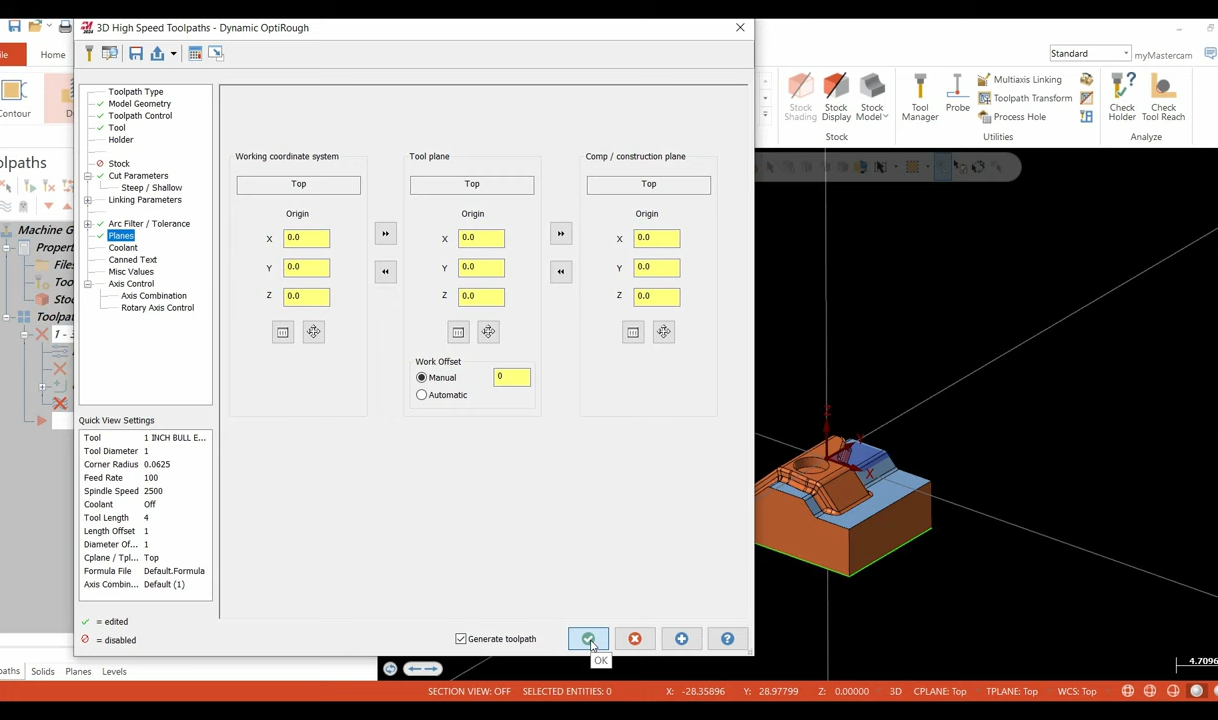 3D High Speed Toolpaths - Dynamic OptiRough
2024
Home
Standard
myMastercam
Contour
Stock Shading
Stock Display
Stock Model
Stock
Tool Manager
Probe
Multiaxis Linking
Toolpath Transform
Process Hole
Utilities
Check Holder
Check Tool Reach
Analyze
Toolpath Type
Model Geometry
Toolpath Control
Tool
Holder
Stock
Cut Parameters
Steep / Shallow
Linking Parameters
Arc Filter / Tolerance
Planes
Coolant
Canned Text
Misc Values
Axis Control
Axis Combination
Rotary Axis Control
Working coordinate system
Top
Origin
X 0.0
Y 0.0
Z 0.0
Tool plane
Top
Origin
X 0.0
Y 0.0
Z 0.0
Work Offset
Manual 0
Automatic
Comp / construction plane
Top
Origin
X 0.0
Y 0.0
Z 0.0
Quick View Settings
Tool 1 INCH BULL E...
Tool Diameter 1
Corner Radius 0.0625
Feed Rate 100
Spindle Speed 2500
Coolant Off
Tool Length 4
Length Offset 1
Diameter Of... 1
Cplane / Tpl... Top
Formula File Default.Formula
Axis Combin... Default (1)
= edited
= disabled
Generate toolpath
OK
Machine G
Propert
Files
Too
Sto
Toolpat
1 -
Solids
Planes
Levels
Z
X
4.7096
SECTION VIEW: OFF
SELECTED ENTITIES: 0
X: -28.35896
Y: 28.97799
Z: 0.00000
3D
CPLANE: Top
TPLANE: Top
WCS: Top